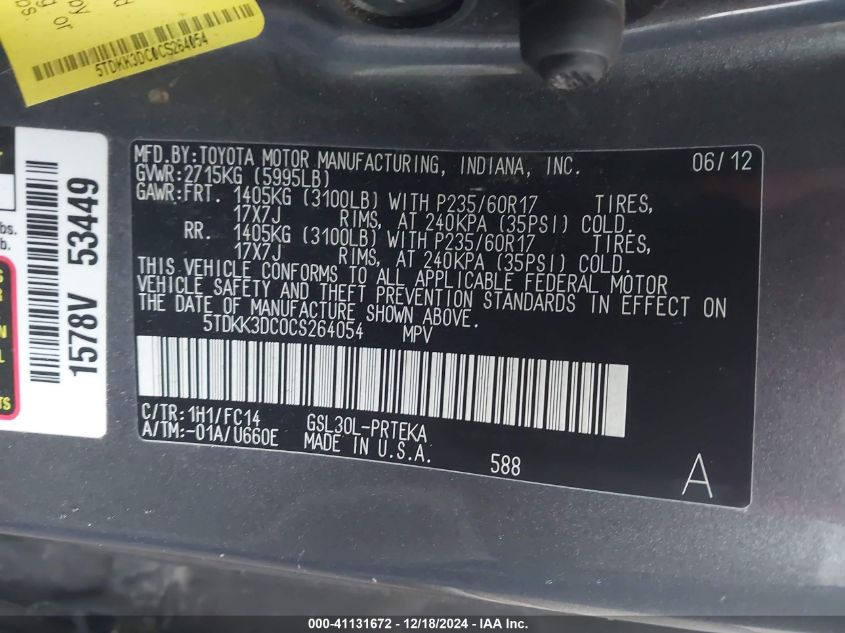 5TDKK3DC0CS264054
1578V 53449
MFD.BY:TOYOTA MOTOR MANUFACTURING, INDIANA, INC. 06/12
GVWR:2715KG (5995LB)
GAWR:FRT. 1405KG (3100LB) WITH P235/60R17 TIRES,
17X7J RIMS, AT 240KPA (35PSI) COLD.
RR. 1405KG (3100LB) WITH P235/60R17 TIRES,
17X7J RIMS, AT 240KPA (35PSI) COLD.
THIS VEHICLE CONFORMS TO ALL APPLICABLE FEDERAL MOTOR
VEHICLE SAFETY AND THEFT PREVENTION STANDARDS IN EFFECT ON
THE DATE OF MANUFACTURE SHOWN ABOVE.
5TDKK3DC0CS264054 MPV
C/TR:1H1/FC14 GSL30L-PRTEKA
A/TM:-01A/U660E MADE IN U.S.A.
588
A
000-41131672 - 12/18/2024 - IAAI Inc.